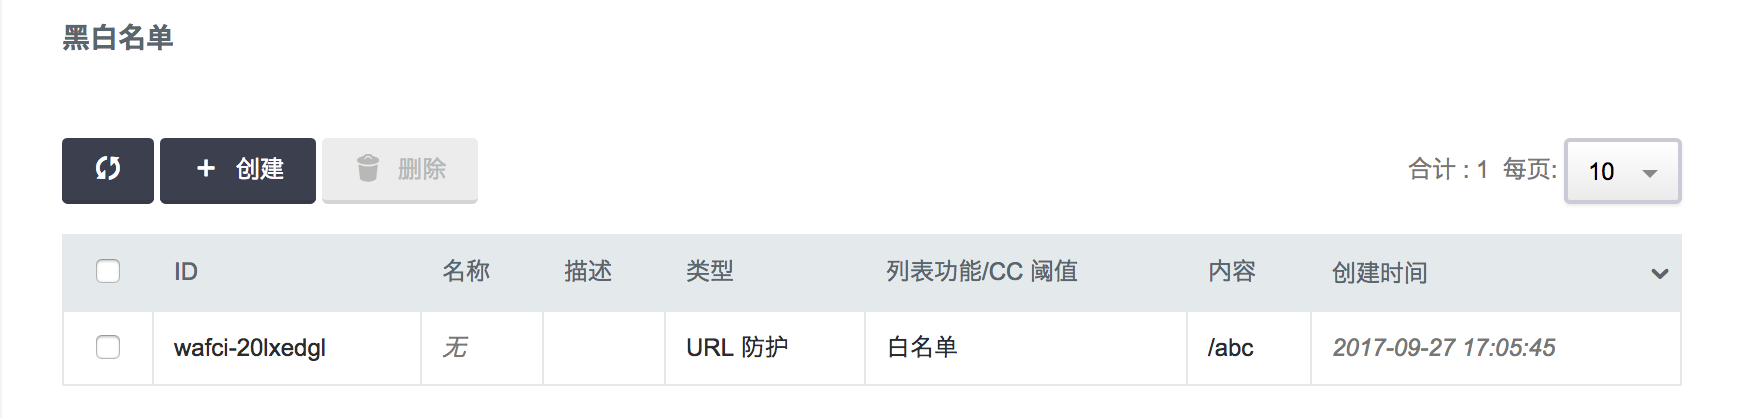 黑白名单
创建 删除 合计 : 1 每页: 10
ID 名称 描述 类型 列表功能/CC 阈值 内容 创建时间
wafci-20lxedgl 无 URL 防护 白名单 /abc 2017-09-27 17:05:45